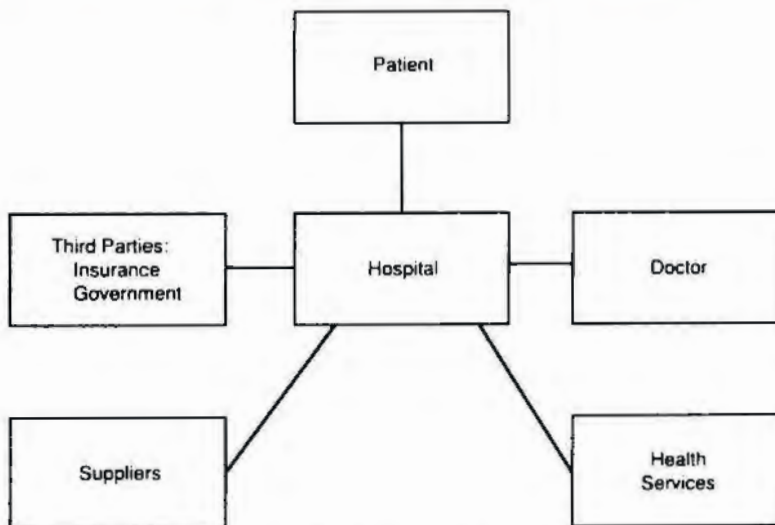 Patient
Third Parties:
Insurance
Government
Hospital
Doctor
Suppliers
Health
Services